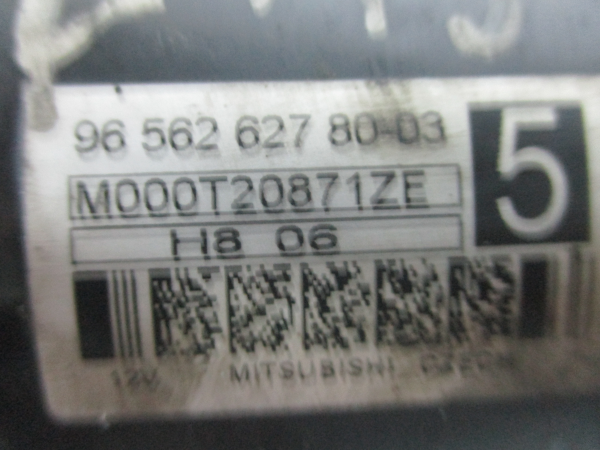 96 562 627 80-03
5
M000T20871ZE
H8 06
12V MITSUBISHI CZECH